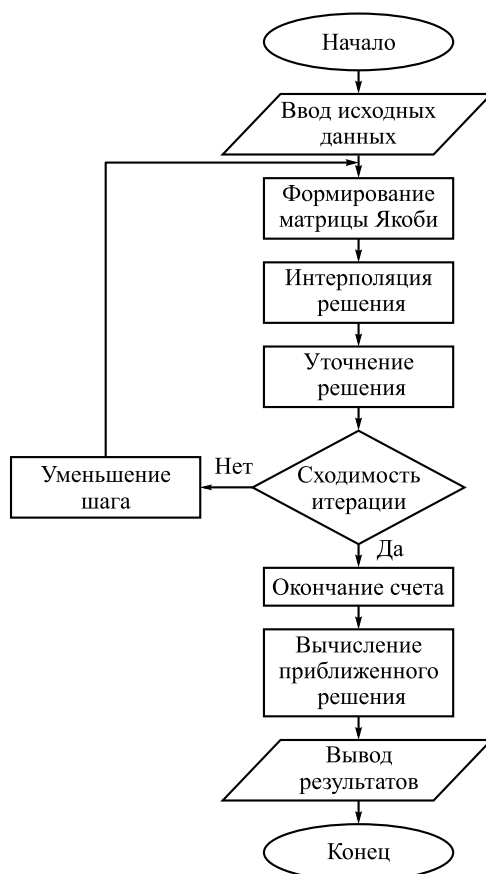 Начало
Ввод исходных
данных
Формирование
матрицы Якоби
Интерполяция
решения
Уточнение
решения
Уменьшение
шага
Нет
Сходимость
итерации
Да
Окончание счета
Вычисление
приближенного
решения
Вывод
результатов
Конец